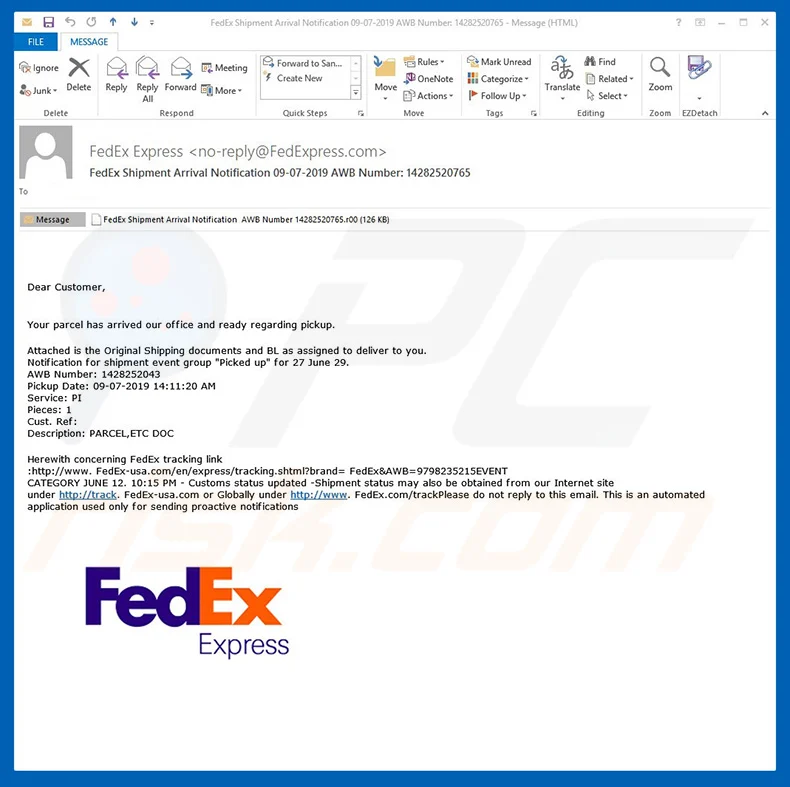 FedEx Shipment Arrival Notification 09-07-2019 AWB Number: 14282520765 - Message (HTML)
FILE MESSAGE
Ignore
Junk
Delete
Delete
Reply
Reply All
Forward
Meeting
More
Respond
Forward to San...
Create New
Quick Steps
Move
Rules
OneNote
Actions
Move
Mark Unread
Categorize
Follow Up
Tags
Translate
Find
Related
Select
Editing
Zoom
Zoom
EZDetach
FedEx Express <no-reply@FedExpress.com>
FedEx Shipment Arrival Notification 09-07-2019 AWB Number: 14282520765
To
Message FedEx Shipment Arrival Notification AWB Number 14282520765.r00 (126 KB)
Dear Customer,
Your parcel has arrived our office and ready regarding pickup.
Attached is the Original Shipping documents and BL as assigned to deliver to you.
Notification for shipment event group "Picked up" for 27 June 29.
AWB Number: 1428252043
Pickup Date: 09-07-2019 14:11:20 AM
Service: PI
Pieces: 1
Cust. Ref:
Description: PARCEL,ETC DOC
Herewith concerning FedEx tracking link
:http://www. FedEx-usa.com/en/express/tracking.shtml?brand= FedEx&AWB=9798235215EVENT
CATEGORY JUNE 12. 10:15 PM - Customs status updated -Shipment status may also be obtained from our Internet site
under http://track. FedEx-usa.com or Globally under http://www. FedEx.com/trackPlease do not reply to this email. This is an automated
application used only for sending proactive notifications
FedEx
Express
PC
risk.com